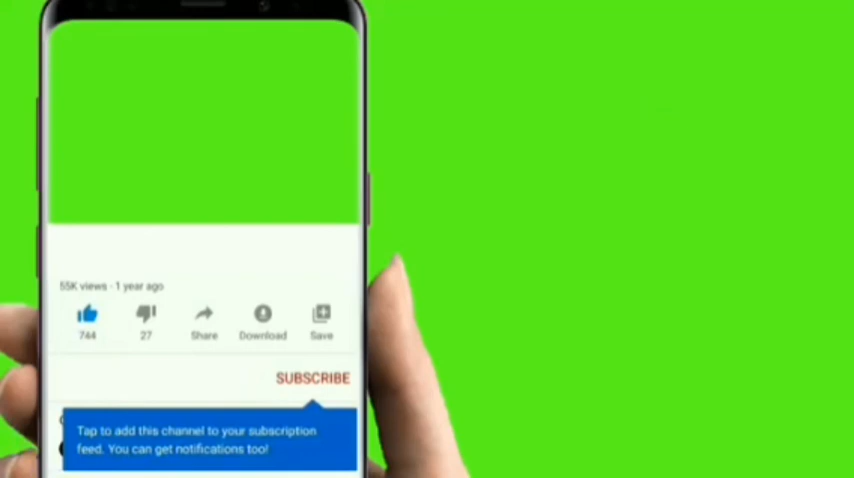 55K views · 1 year ago
744
27
Share
Download
Save
SUBSCRIBE
Tap to add this channel to your subscription
feed. You can get notifications too!